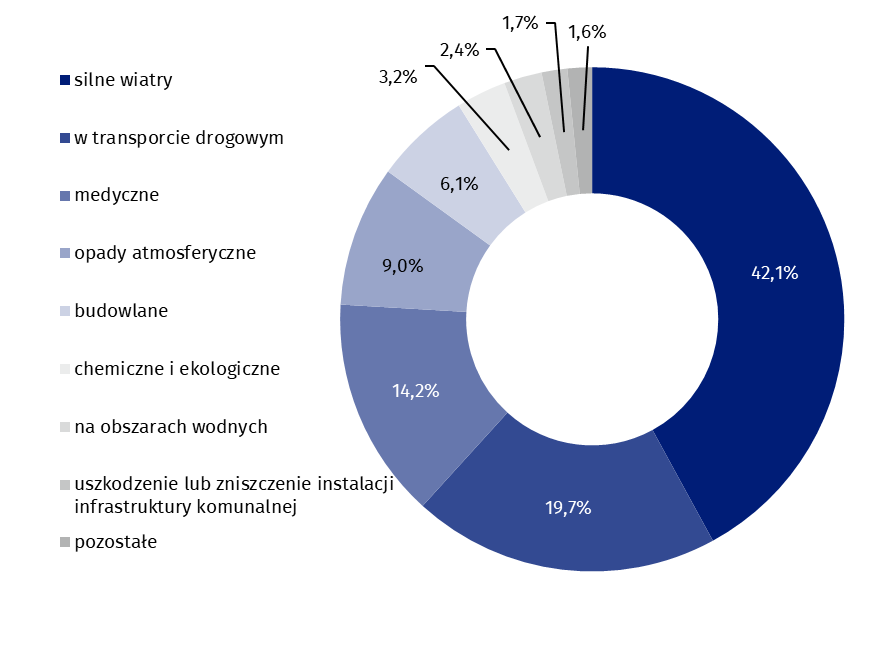 silne wiatry
w transporcie drogowym
medyczne
opady atmosferyczne
budowlane
chemiczne i ekologiczne
na obszarach wodnych
uszkodzenie lub zniszczenie instalacji
infrastruktury komunalnej
pozostałe
42,1%
19,7%
14,2%
9,0%
6,1%
3,2%
2,4%
1,7%
1,6%